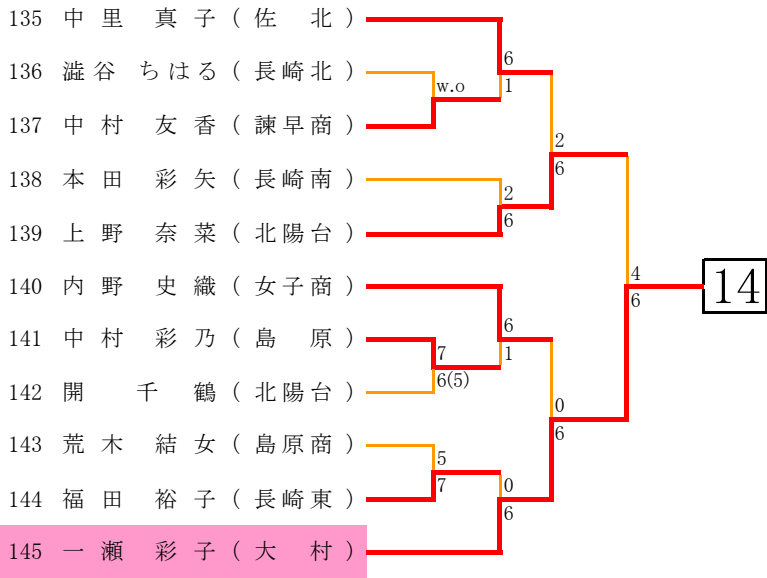 135 中里 真子(佐 北)
6
136 澁谷 ちはる(長崎北)
w.o
1
137 中村 友香(諫早商)
2
6
138 本田 彩矢(長崎南)
2
6
139 上野 奈菜(北陽台)
4
6
14
140 内野 史織(女子商)
6
141 中村 彩乃(島 原)
7
1
6(5)
142 開 千鶴(北陽台)
0
6
143 荒木 結女(島原商)
5
7
0
144 福田 裕子(長崎東)
6
145 一瀬 彩子(大 村)